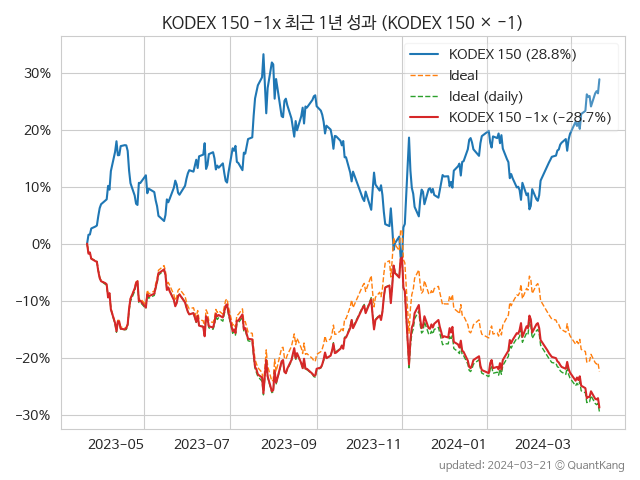 KODEX 150 −1x 최근 1년 성과 (KODEX 150 × −1)
KODEX 150 (28.8%)
Ideal
Ideal (daily)
KODEX 150 −1x (−28.7%)
30%
20%
10%
0%
−10%
−20%
−30%
2023−05
2023−07
2023−09
2023−11
2024−01
2024−03
updated: 2024−03−21 © QuantKang